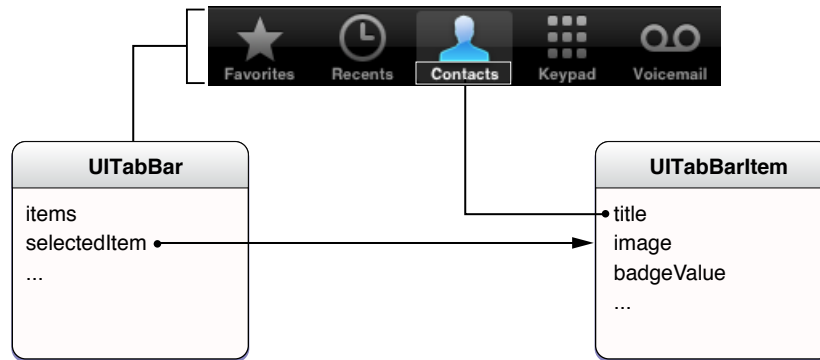 Favorites Recents Contacts Keypad Voicemail
UITabBar
items
selectedItem
...
UITabBarItem
title
image
badgeValue
...